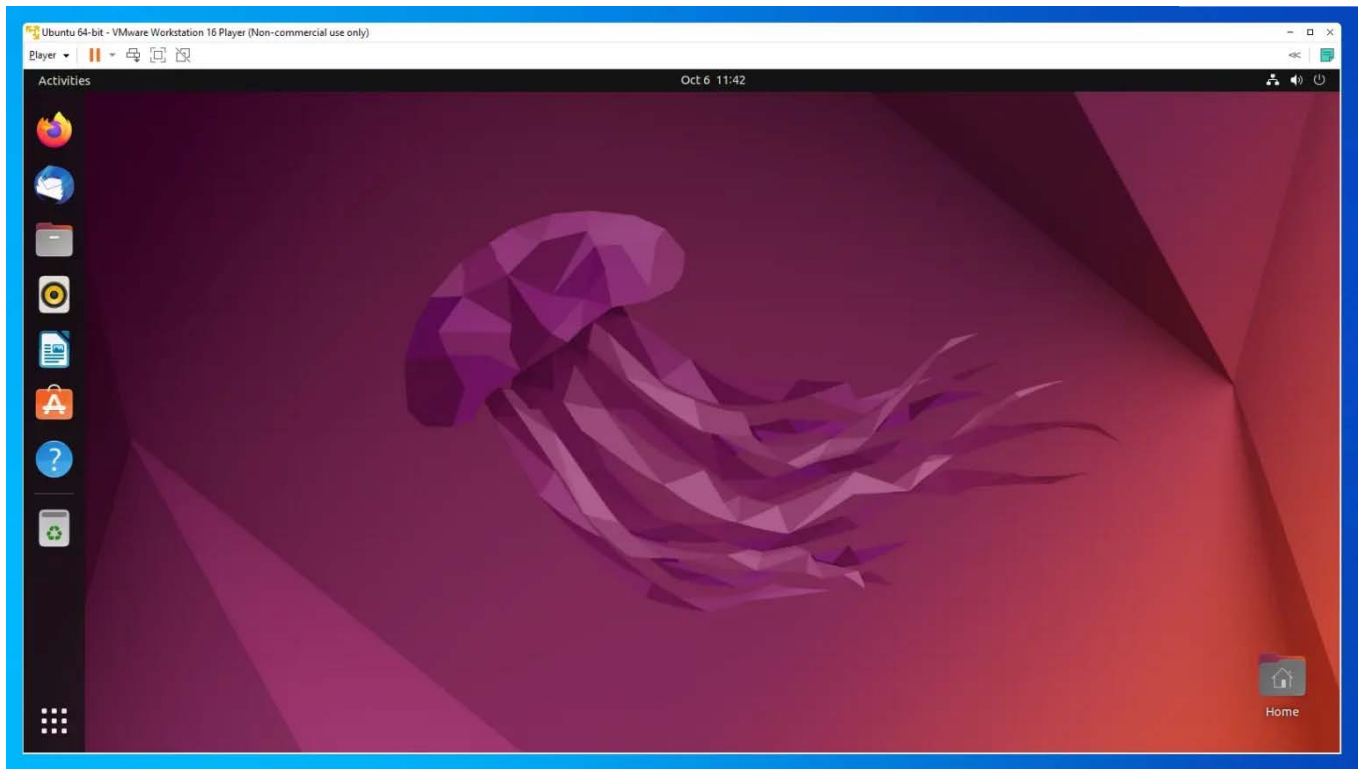 Ubuntu 64-bit - VMware Workstation 16 Player (Non-commercial use only)
Player
Activities
Oct 6 11:42
?
Home